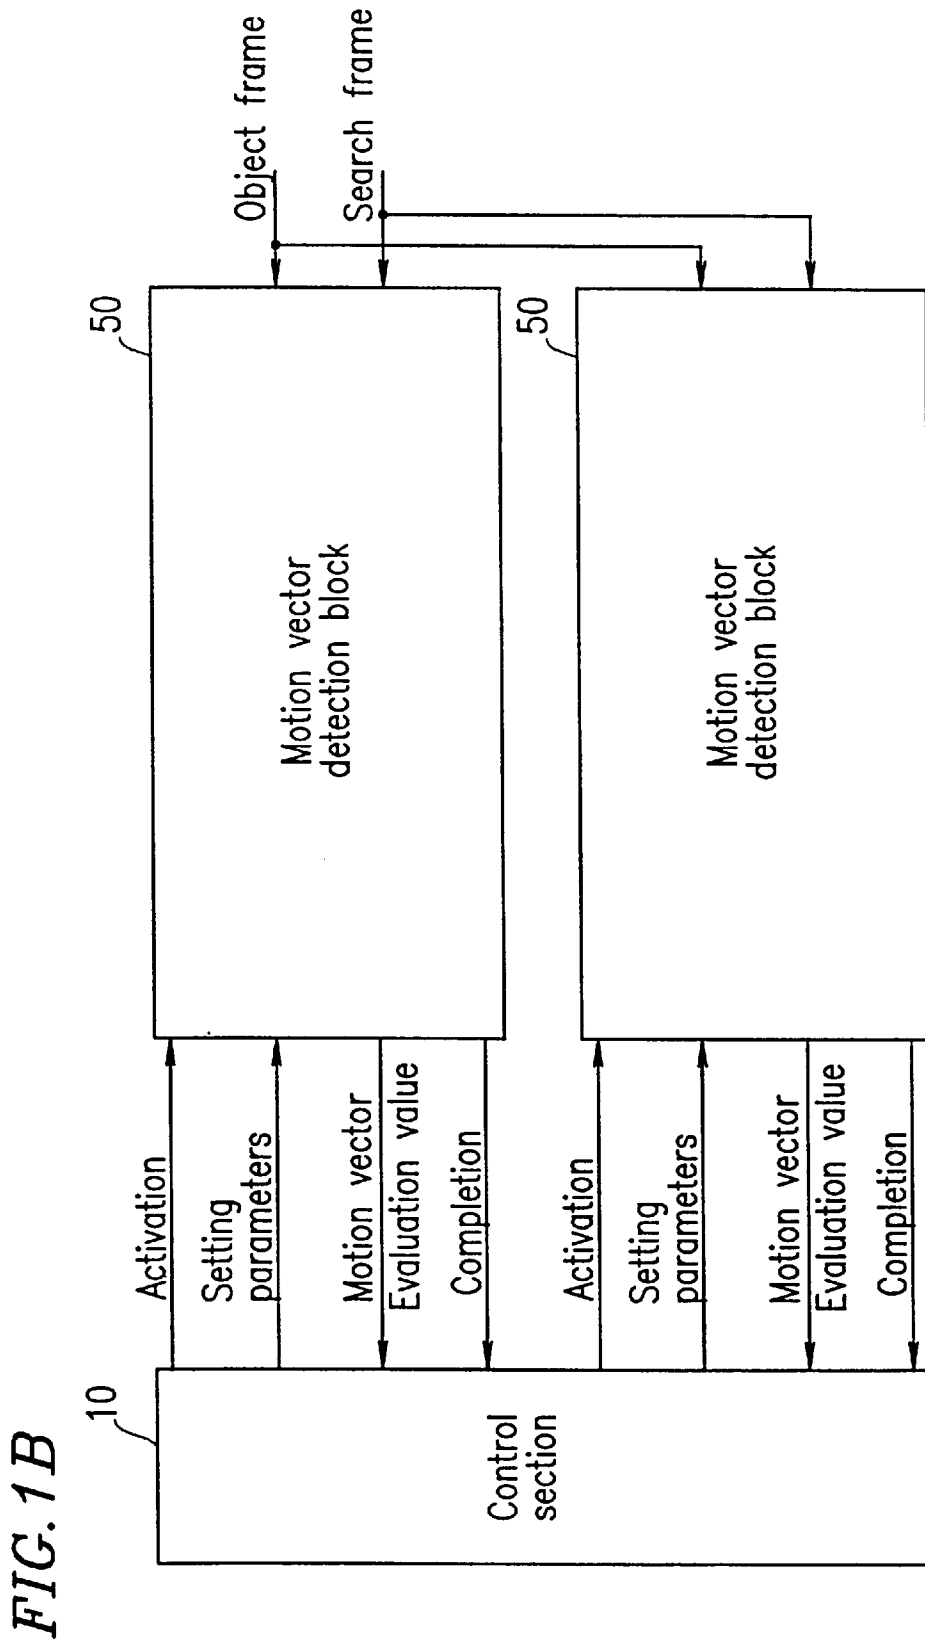 FIG. 1B
10
Control
section
Activation
Setting
parameters
Motion vector
Evaluation value
Completion
50
Motion vector
detection block
Object frame
Search frame
Activation
Setting
parameters
Motion vector
Evaluation value
Completion
50
Motion vector
detection block